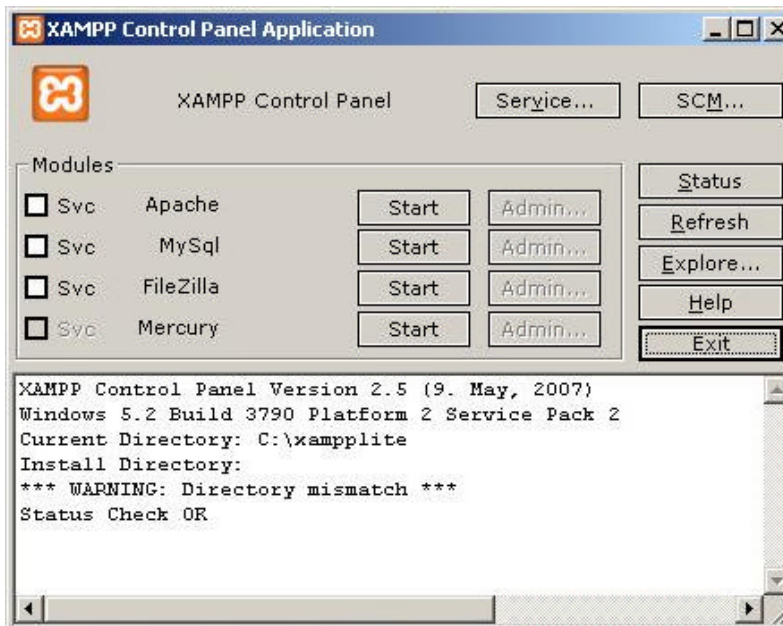 XAMPP Control Panel Application
XAMPP Control Panel Service... SCM...
Modules
Svc Apache Start Admin...
Svc MySql Start Admin...
Svc FileZilla Start Admin...
Svc Mercury Start Admin...
Status
Refresh
Explore...
Help
Exit
XAMPP Control Panel Version 2.5 (9. May, 2007)
Windows 5.2 Build 3790 Platform 2 Service Pack 2
Current Directory: C:\xampplite
Install Directory:
*** WARNING: Directory mismatch ***
Status Check OK